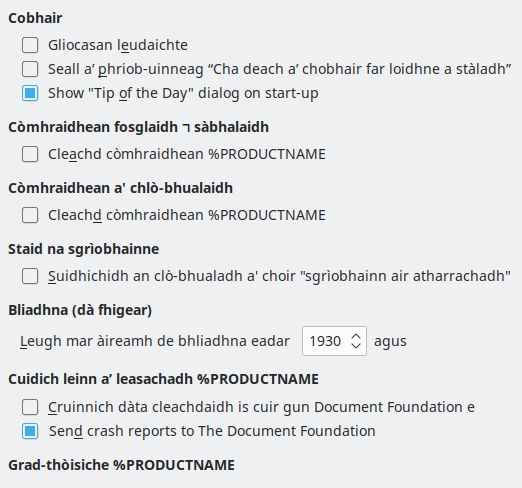 Cobhair
Gliocasan leudaichte
Seall a’ phriob-uinneag “Cha deach a’ chobhair far loidhne a stàladh”
Show "Tip of the Day" dialog on start-up
Còmhraidhean fosglaidh ⁊ sàbhalaidh
Cleachd còmhraidhean %PRODUCTNAME
Còmhraidhean a' chlò-bhualaidh
Cleachd còmhraidhean %PRODUCTNAME
Staid na sgrìobhainne
Suidhichidh an clò-bhualadh a' choir "sgrìobhainn air atharrachadh"
Bliadhna (dà fhigear)
Leugh mar àireamh de bhliadhna eadar 1930 agus
Cuidich leinn a’ leasachadh %PRODUCTNAME
Cruinnich dàta cleachdaidh is cuir gun Document Foundation e
Send crash reports to The Document Foundation
Grad-thòisiche %PRODUCTNAME